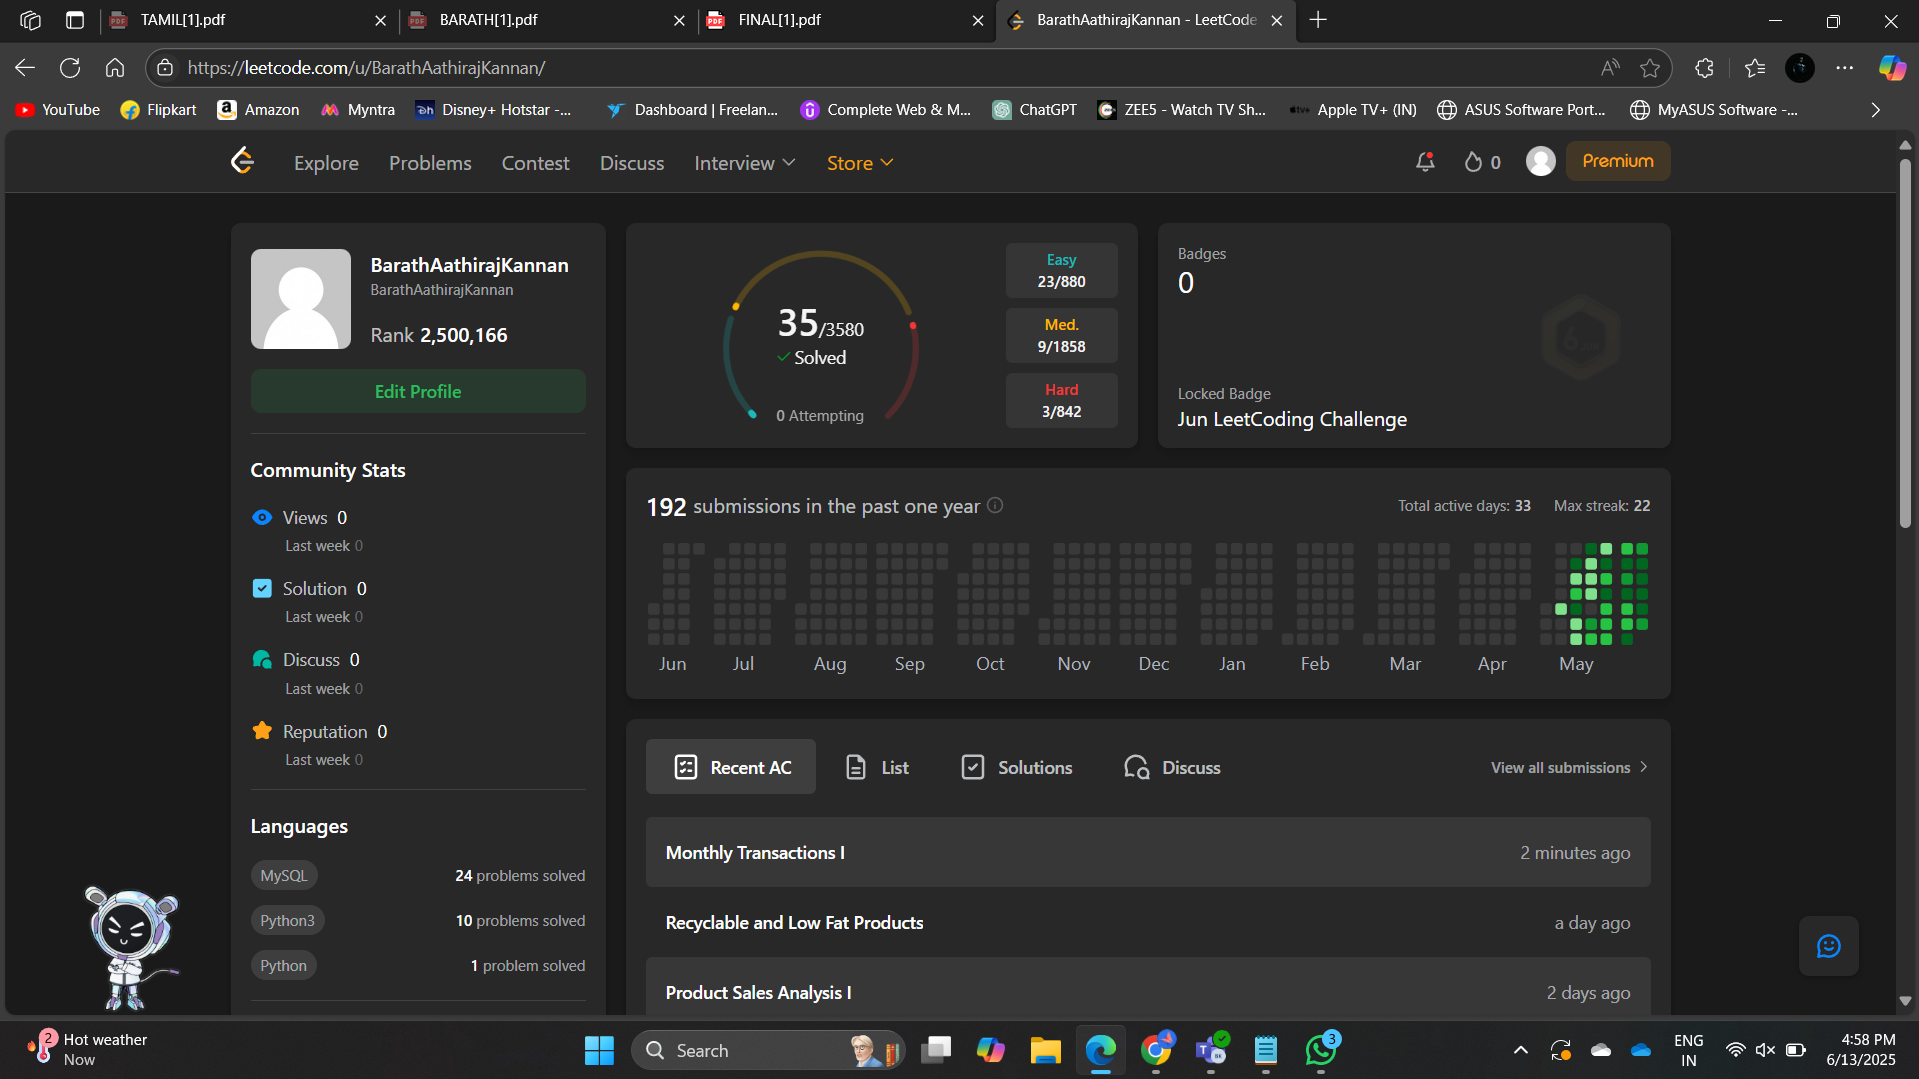 TAMIL[1].pdf
BARATH[1].pdf
FINAL[1].pdf
BarathAathirajKannan - LeetCode
https://leetcode.com/u/BarathAathirajKannan/
YouTube
Flipkart
Amazon
Myntra
Disney+ Hotstar -...
Dashboard | Freelan...
Complete Web & M...
ChatGPT
ZEE5 - Watch TV Sh...
Apple TV+ (IN)
ASUS Software Port...
MyASUS Software -...
Explore
Problems
Contest
Discuss
Interview
Store
0
Premium
BarathAathirajKannan
BarathAathirajKannan
Rank 2,500,166
Edit Profile
Community Stats
Views 0
Last week 0
Solution 0
Last week 0
Discuss 0
Last week 0
Reputation 0
Last week 0
Languages
MySQL
24 problems solved
Python3
10 problems solved
Python
1 problem solved
35/3580
Solved
0 Attempting
Easy
23/880
Med.
9/1858
Hard
3/842
Badges
0
Locked Badge
Jun LeetCoding Challenge
192 submissions in the past one year
Total active days: 33
Max streak: 22
Jun
Jul
Aug
Sep
Oct
Nov
Dec
Jan
Feb
Mar
Apr
May
Recent AC
List
Solutions
Discuss
View all submissions
Monthly Transactions I
2 minutes ago
Recyclable and Low Fat Products
a day ago
Product Sales Analysis I
2 days ago
2
Hot weather
Now
Search
3
ENG
IN
4:58 PM
6/13/2025